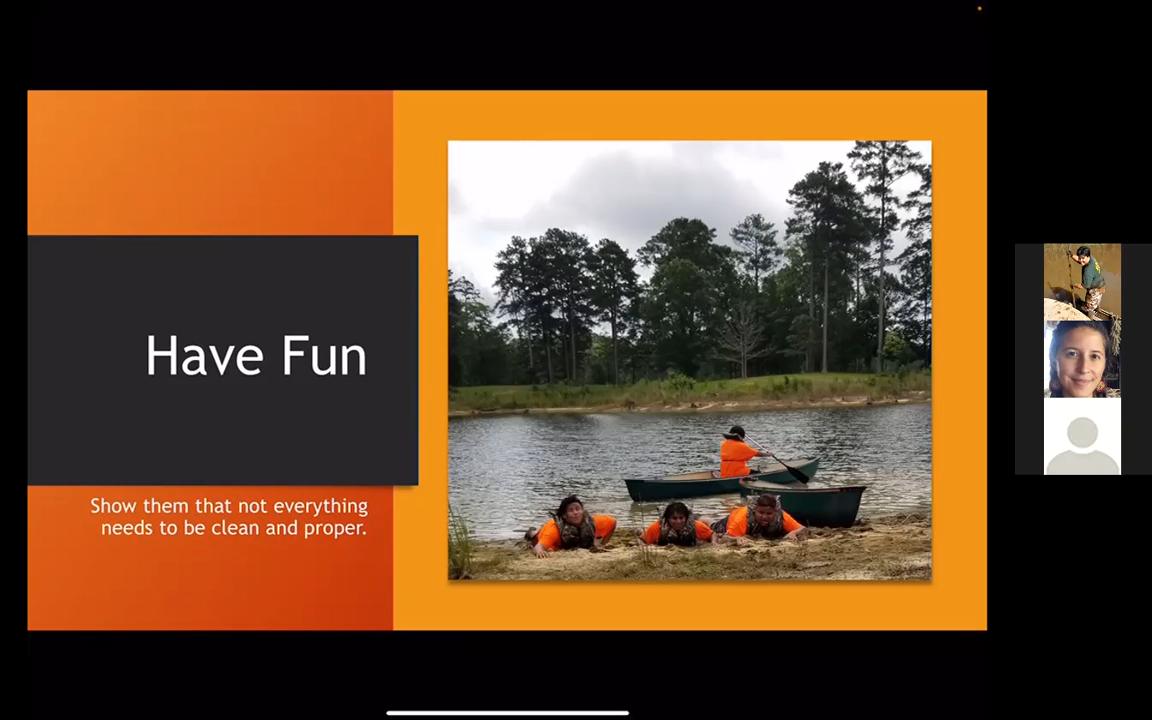 Have Fun
Show them that not everything
needs to be clean and proper.